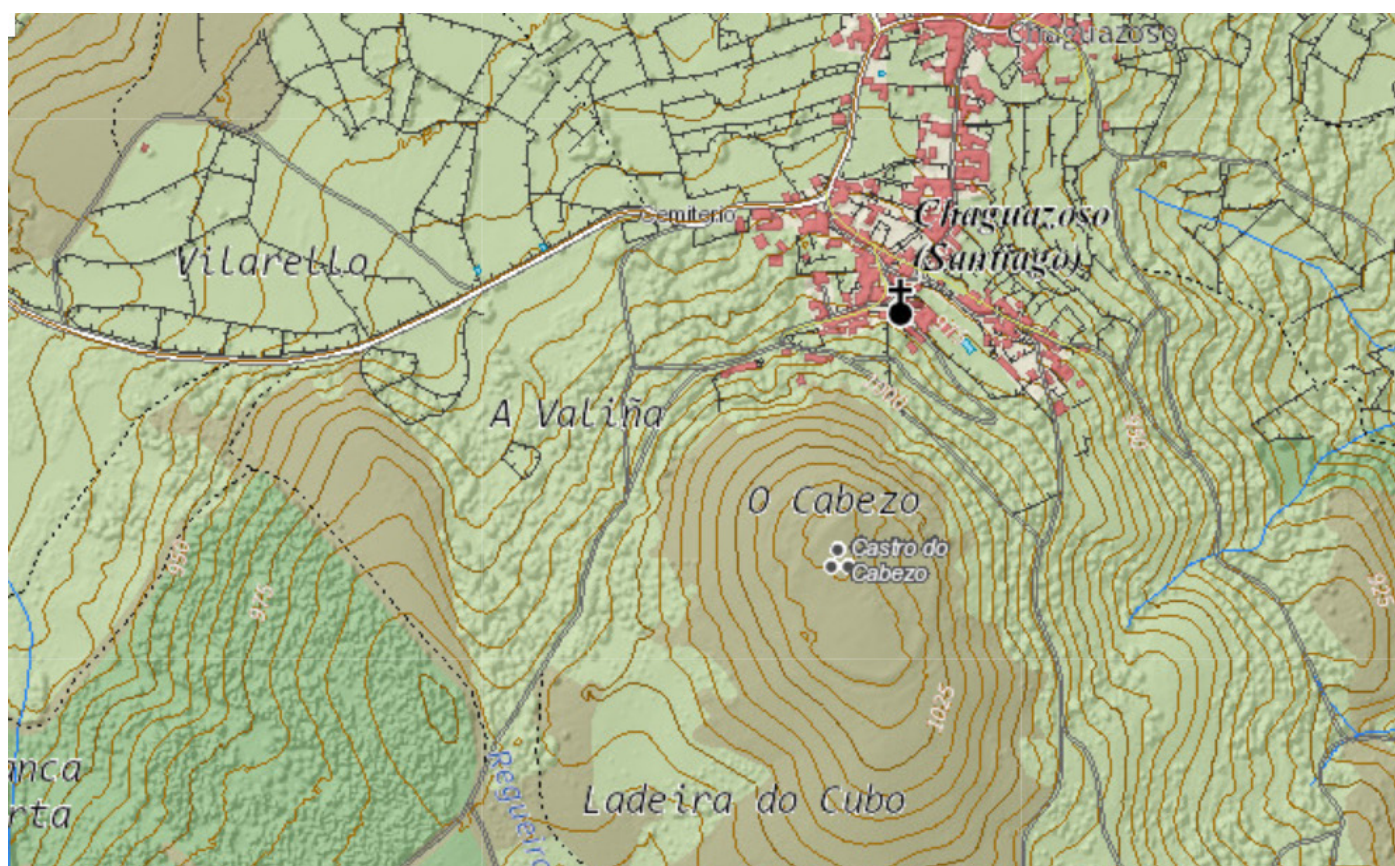 Chaguazoso
Cemiterio
Chaguazoso
(Santiago)
Vilarello
A Valiña
1000
950
O Cabezo
Castro do
Cabezo
950
975
925
1025
anca
rta
Regueiro
Ladeira do Cubo